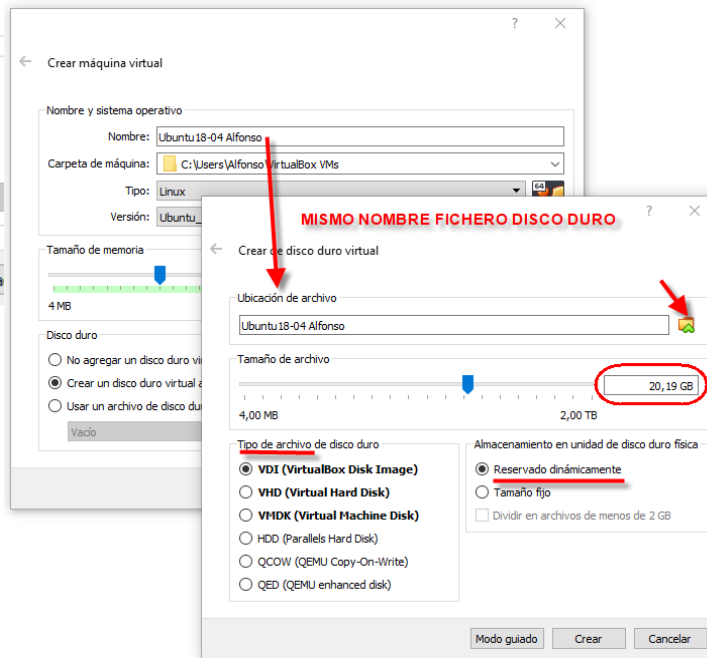 ?
Crear máquina virtual
Nombre y sistema operativo
Nombre: Ubuntu18-04 Alfonso
Carpeta de máquina: C:\Users\Alfonso\VirtualBox VMs
Tipo: Linux
64
Versión: Ubuntu_
Tamaño de memoria
4 MB
Disco duro
No agregar un disco duro
Crear un disco duro virtual
Usar un archivo de disco
Vacío
MISMO NOMBRE FICHERO DISCO DURO
?
Crear de disco duro virtual
Ubicación de archivo
Ubuntu18-04 Alfonso
Tamaño de archivo
20,19 GB
4,00 MB 2,00 TB
Tipo de archivo de disco duro
VDI (VirtualBox Disk Image)
VHD (Virtual Hard Disk)
VMDK (Virtual Machine Disk)
HDD (Parallels Hard Disk)
QCOW (QEMU Copy-On-Write)
QED (QEMU enhanced disk)
Almacenamiento en unidad de disco duro física
Reservado dinámicamente
Tamaño fijo
Dividir en archivos de menos de 2 GB
Modo guiado Crear Cancelar